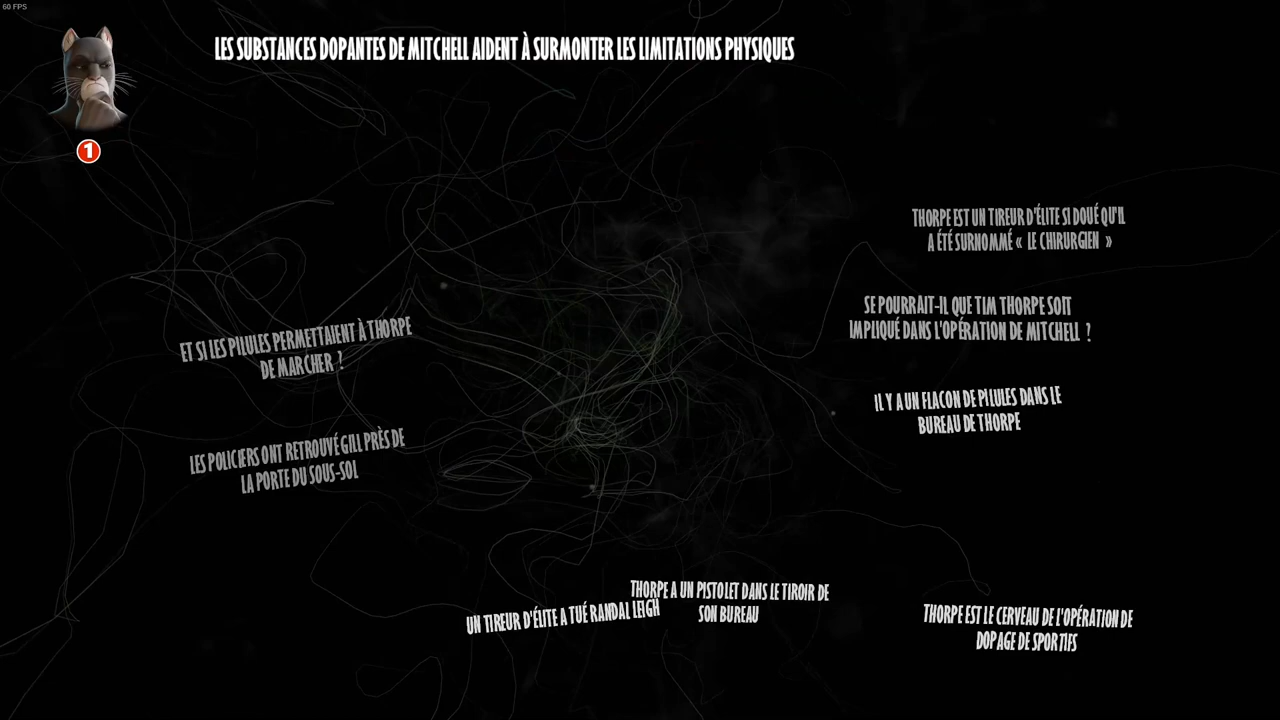 60 FPS
LES SUBSTANCES DOPANTES DE MITCHELL AIDENT À SURMONTER LES LIMITATIONS PHYSIQUES
1
THORPE EST UN TIREUR D'ÉLITE SI DOUÉ QU'IL
A ÉTÉ SURNOMMÉ « LE CHIRURGIEN »
SE POURRAIT-IL QUE TIM THORPE SOIT
IMPLIQUÉ DANS L'OPÉRATION DE MITCHELL ?
ET SI LES PILULES PERMETTAIENT À THORPE
DE MARCHER ?
IL Y A UN FLACON DE PILULES DANS LE
BUREAU DE THORPE
LES POLICIERS ONT RETROUVÉ GILL PRÈS DE
LA PORTE DU SOUS-SOL
THORPE A UN PISTOLET DANS LE TIROIR DE
SON BUREAU
UN TIREUR D'ÉLITE A TUÉ RANDAL LEIGH
THORPE EST LE CERVEAU DE L'OPÉRATION DE
DOPAGE DE SPORTIFS